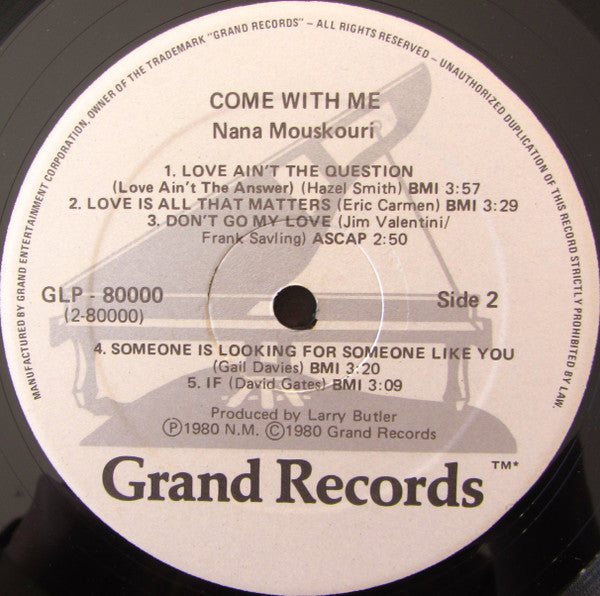 MANUFACTURED BY GRAND ENTERTAINMENT CORPORATION, OWNER OF THE TRADEMARK "GRAND RECORDS" – ALL RIGHTS RESERVED – UNAUTHORIZED DUPLICATION OF THIS RECORD STRICTLY PROHIBITED BY LAW.
COME WITH ME
Nana Mouskouri
1. LOVE AIN'T THE QUESTION
(Love Ain't The Answer) (Hazel Smith) BMI 3:57
2. LOVE IS ALL THAT MATTERS (Eric Carmen) BMI 3:29
3. DON'T GO MY LOVE (Jim Valentini/
Frank Savling) ASCAP 2:50
GLP - 80000
(2-80000)
Side 2
4. SOMEONE IS LOOKING FOR SOMEONE LIKE YOU
(Gail Davies) BMI 3:20
5. IF (David Gates) BMI 3:09
Produced by Larry Butler
Ⓟ1980 N.M. ©1980 Grand Records
Grand Records TM*